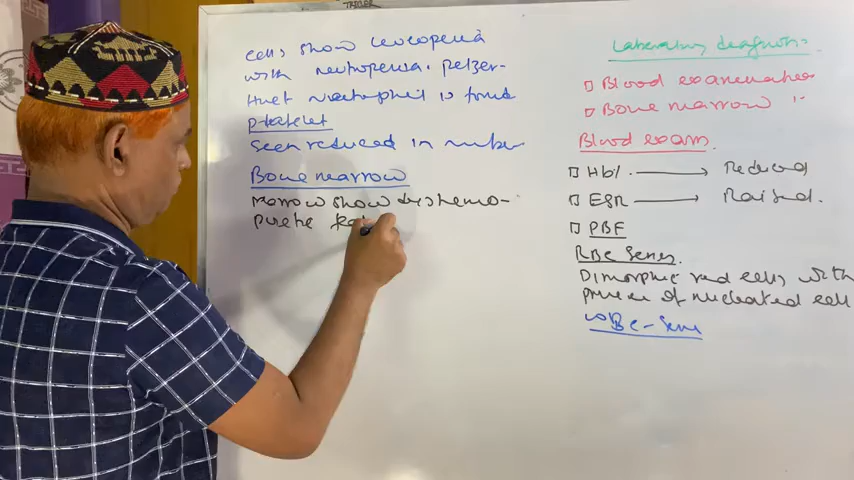 Laboratory diagnosis.
Blood examination
Bone marrow
Blood exam.
Hb%. Reduced
ESR Raised.
PBF
RBC Series.
Dimorphic red cells with
presence of nucleated cell
WBC-Series
cells show leucopenia
with neutropenia. pelger-
Huet neutrophil is found
platelet
Seen reduced in number
Bone marrow
Marrow show dyshemo-
poietic